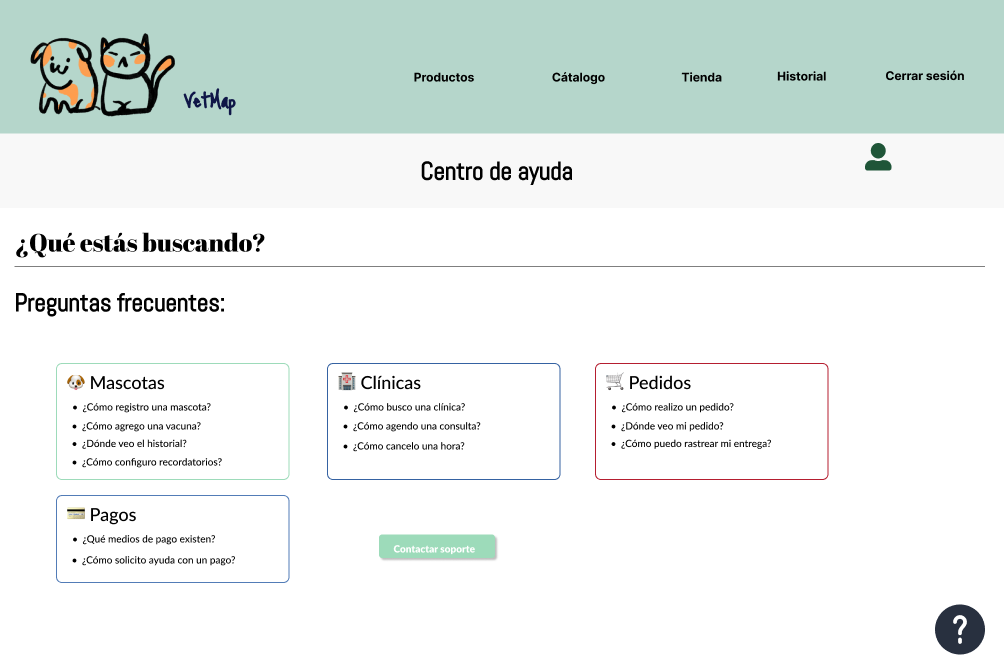 VetMap
Productos
Cátalogo
Tienda
Historial
Cerrar sesión
Centro de ayuda
¿Qué estás buscando?
Preguntas frecuentes:
Mascotas
• ¿Cómo registro una mascota?
• ¿Cómo agrego una vacuna?
• ¿Dónde veo el historial?
• ¿Cómo configuro recordatorios?
Clínicas
• ¿Cómo busco una clínica?
• ¿Cómo agendo una consulta?
• ¿Cómo cancelo una hora?
Pedidos
• ¿Cómo realizo un pedido?
• ¿Dónde veo mi pedido?
• ¿Cómo puedo rastrear mi entrega?
Pagos
• ¿Qué medios de pago existen?
• ¿Cómo solicito ayuda con un pago?
Contactar soporte
?